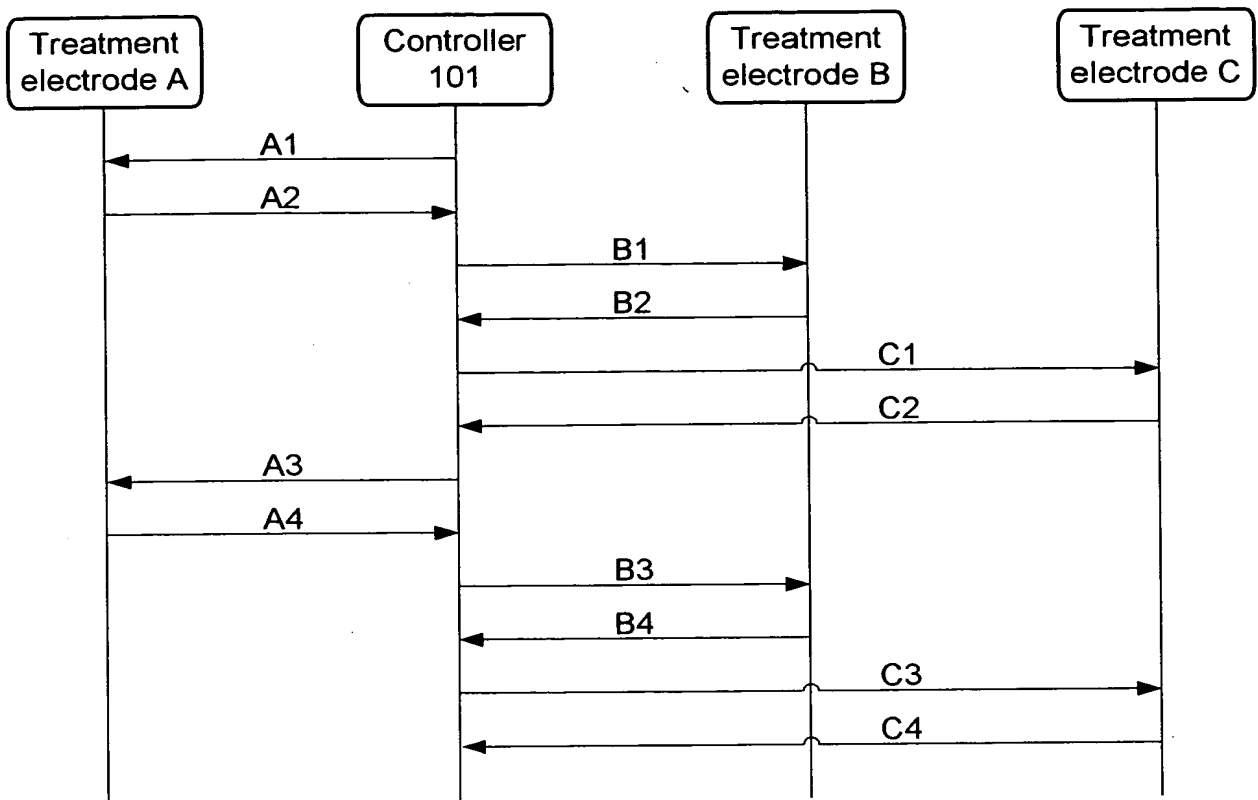 Treatment
electrode A
Controller
101
Treatment
electrode B
Treatment
electrode C
A1
A2
B1
B2
C1
C2
A3
A4
B3
B4
C3
C4